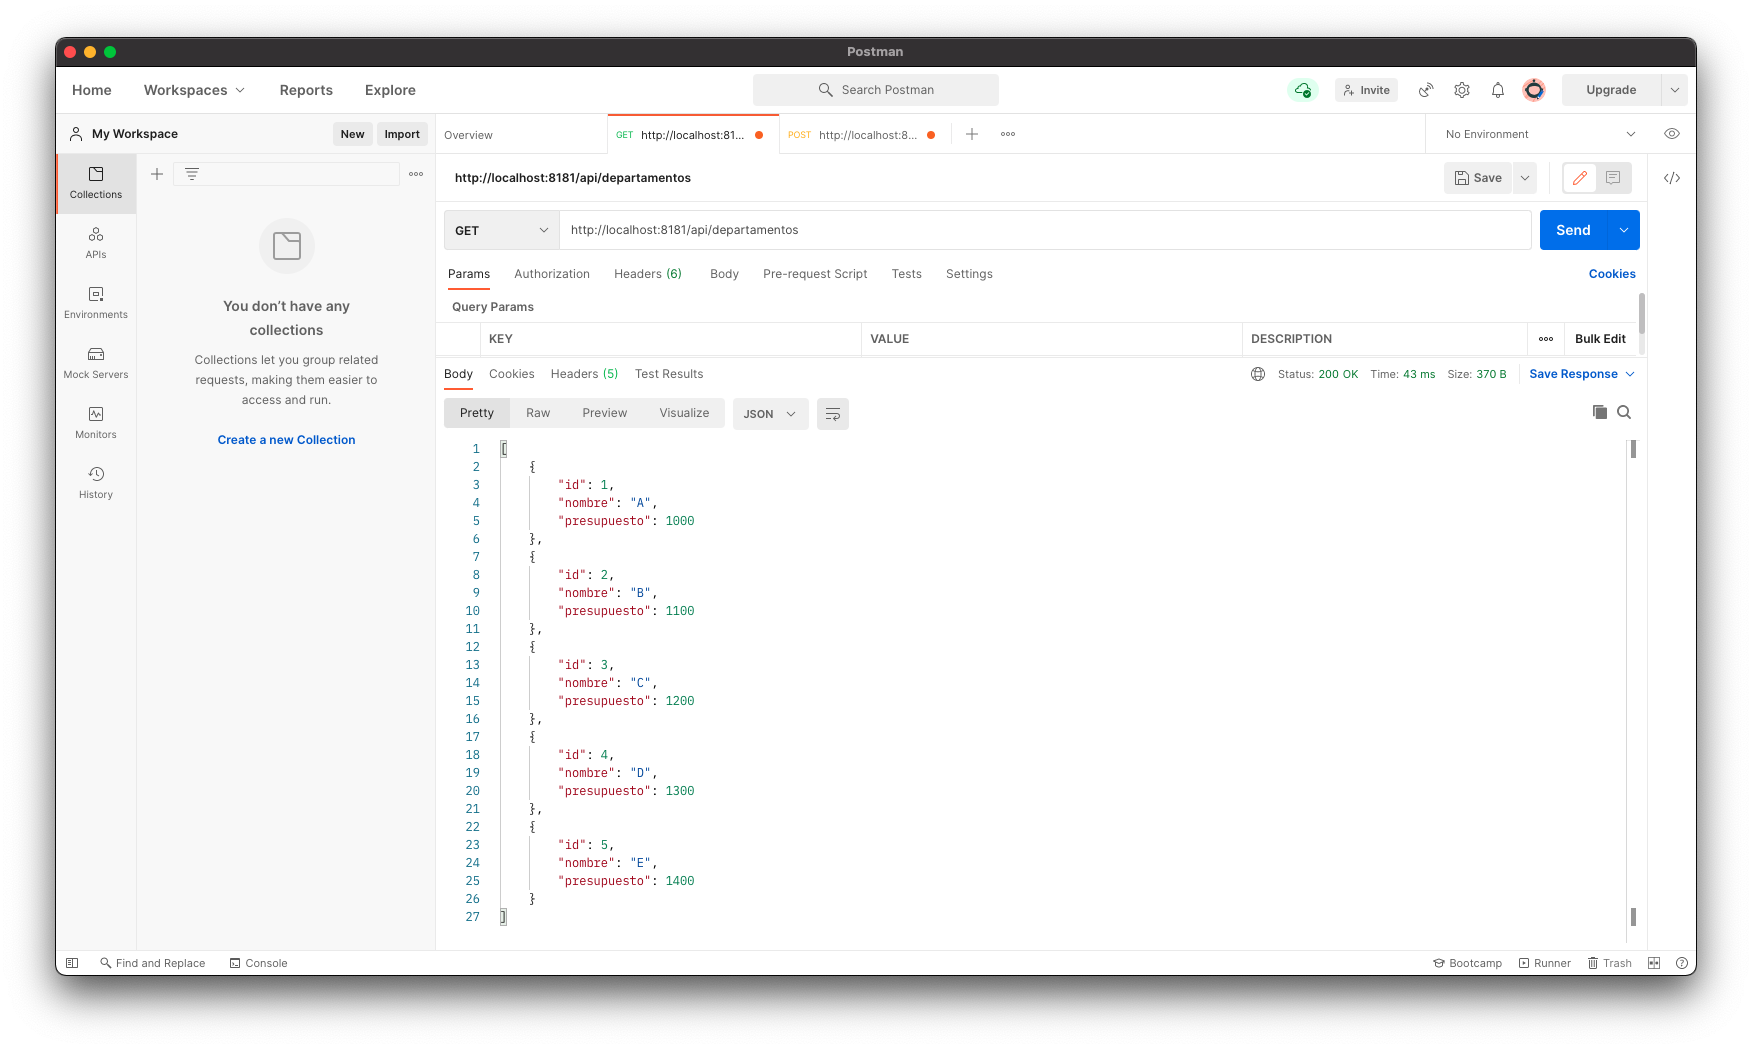 Postman
Home Workspaces Reports Explore Search Postman Invite Upgrade
My Workspace New Import Overview GET http://localhost:81... POST http://localhost:8... No Environment
Collections
APIs
Environments
Mock Servers
Monitors
History
You don’t have any
collections
Collections let you group related
requests, making them easier to
access and run.
Create a new Collection
http://localhost:8181/api/departamentos Save
GET http://localhost:8181/api/departamentos Send
Params Authorization Headers (6) Body Pre-request Script Tests Settings Cookies
Query Params
KEY VALUE DESCRIPTION Bulk Edit
Body Cookies Headers (5) Test Results Status: 200 OK Time: 43 ms Size: 370 B Save Response
Pretty Raw Preview Visualize JSON
1 [
2 {
3 "id": 1,
4 "nombre": "A",
5 "presupuesto": 1000
6 },
7 {
8 "id": 2,
9 "nombre": "B",
10 "presupuesto": 1100
11 },
12 {
13 "id": 3,
14 "nombre": "C",
15 "presupuesto": 1200
16 },
17 {
18 "id": 4,
19 "nombre": "D",
20 "presupuesto": 1300
21 },
22 {
23 "id": 5,
24 "nombre": "E",
25 "presupuesto": 1400
26 }
27 ]
Find and Replace Console Bootcamp Runner Trash